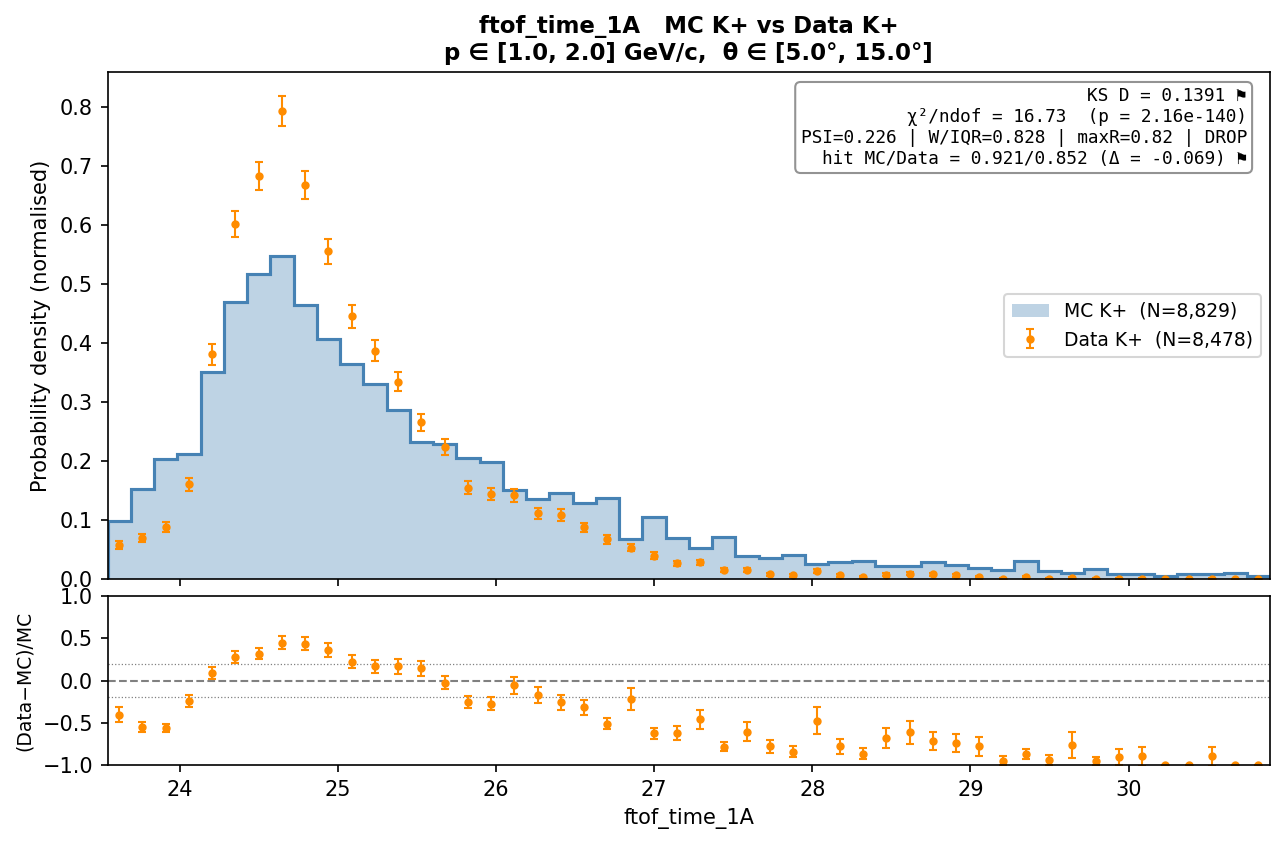 ftof_time_1A   MC K+ vs Data K+
p ∈ [1.0, 2.0] GeV/c,  θ ∈ [5.0°, 15.0°]
KS D = 0.1391 ⚑
χ²/ndof = 16.73  (p = 2.16e-140)
PSI=0.226 | W/IQR=0.828 | maxR=0.82 | DROP
hit MC/Data = 0.921/0.852 (Δ = -0.069) ⚑
MC K+  (N=8,829)
Data K+  (N=8,478)
Probability density (normalised)
0.8
0.7
0.6
0.5
0.4
0.3
0.2
0.1
0.0
(Data−MC)/MC
1.0
0.5
0.0
−0.5
−1.0
24 25 26 27 28 29 30
ftof_time_1A